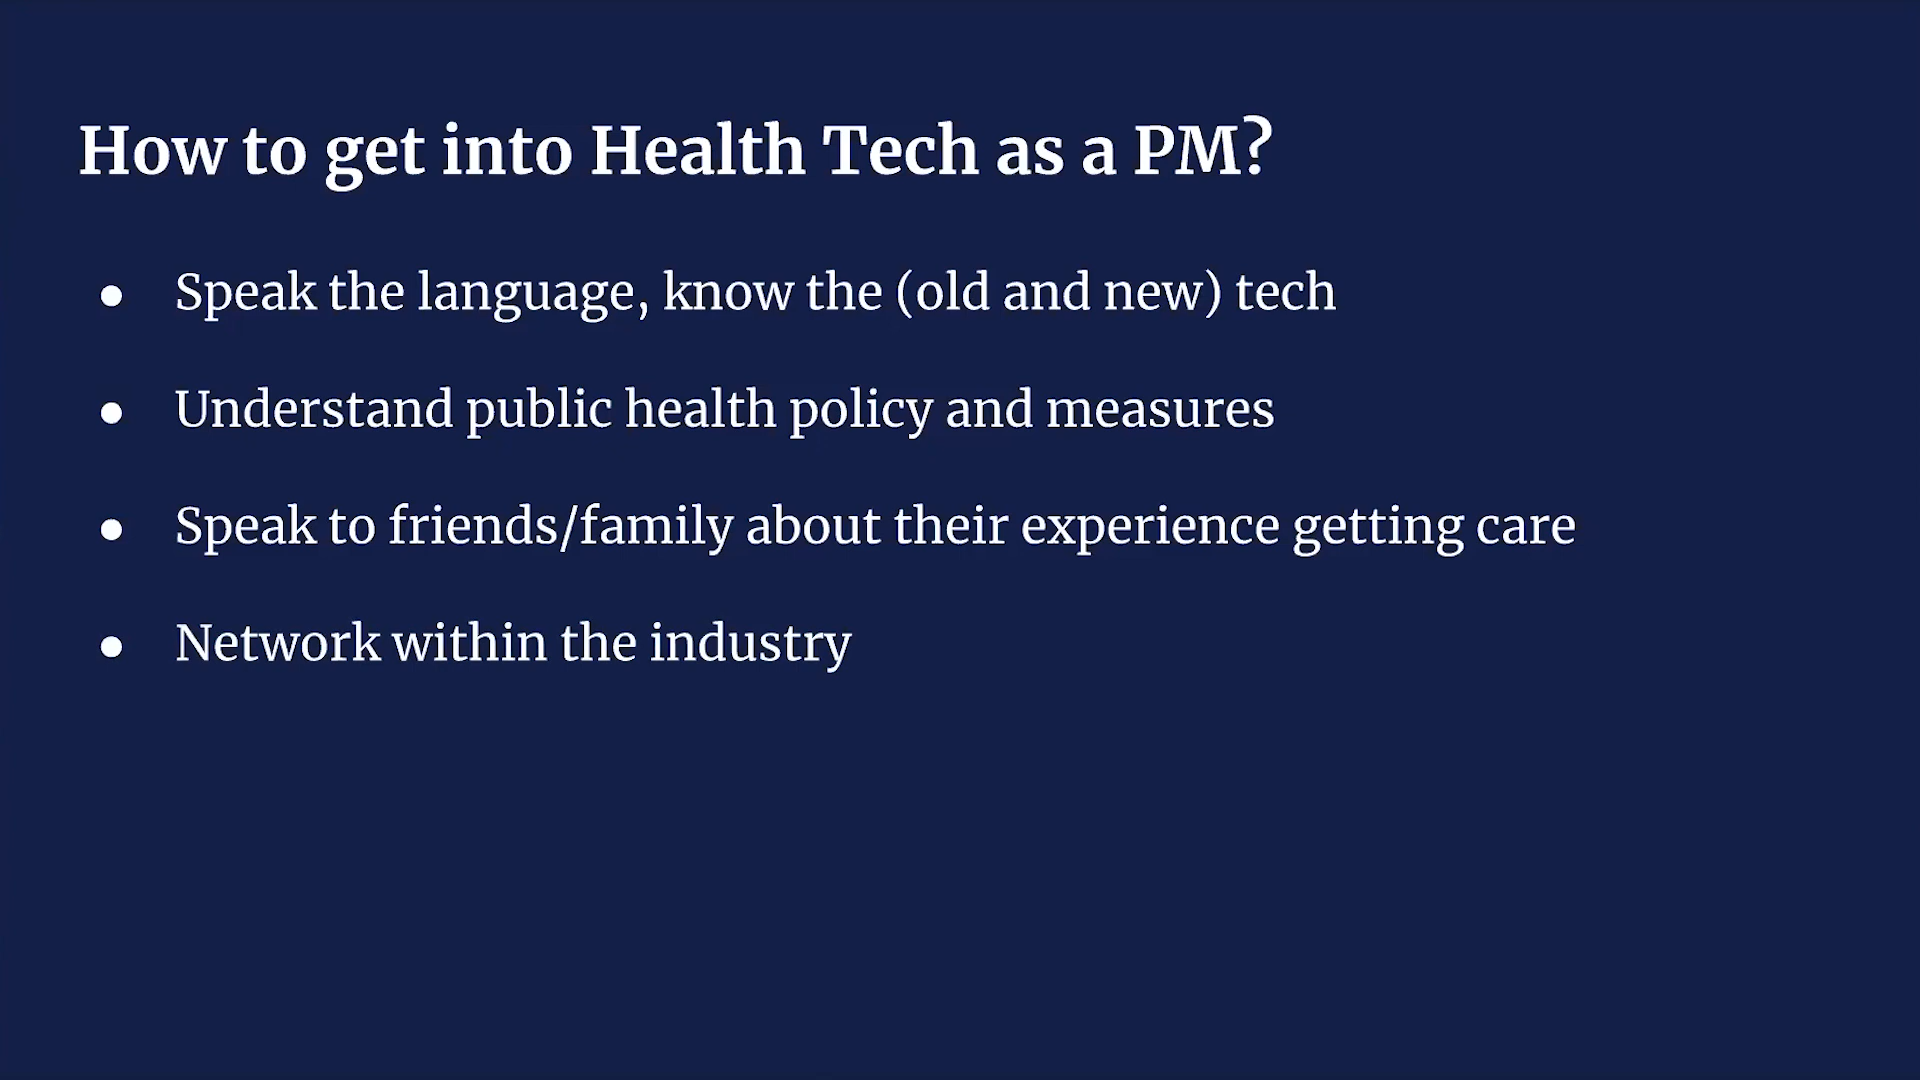 How to get into Health Tech as a PM?
● Speak the language, know the (old and new) tech
● Understand public health policy and measures
● Speak to friends/family about their experience getting care
● Network within the industry